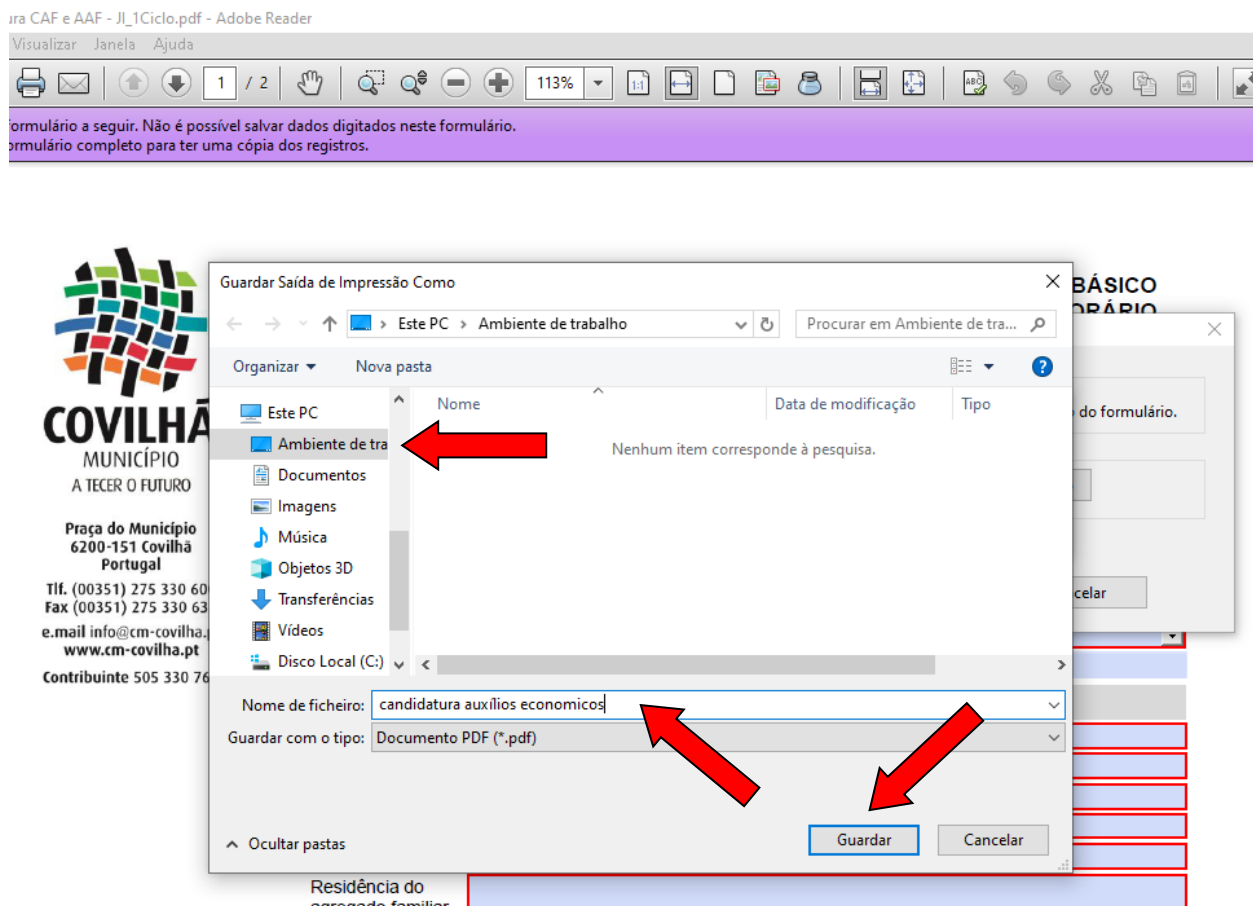 ura CAF e AAF - JI_1Ciclo.pdf - Adobe Reader
Visualizar Janela Ajuda
1 / 2 113%
formulário a seguir. Não é possível salvar dados digitados neste formulário.
ormulário completo para ter uma cópia dos registros.
BÁSICO
ORÁRIO
COVILHÃ
MUNICÍPIO
A TECER O FUTURO
Praça do Município
6200-151 Covilhã
Portugal
Tlf. (00351) 275 330 60
Fax (00351) 275 330 63
e.mail info@cm-covilha.p
www.cm-covilha.pt
Contribuinte 505 330 76
Guardar Saída de Impressão Como
Este PC > Ambiente de trabalho
Procurar em Ambiente de tra...
Organizar
Nova pasta
Este PC
Ambiente de tra
Documentos
Imagens
Música
Objetos 3D
Transferências
Vídeos
Disco Local (C:)
Nome Data de modificação Tipo
Nenhum item corresponde à pesquisa.
Nome de ficheiro: candidatura auxílios economicos
Guardar com o tipo: Documento PDF (*.pdf)
Ocultar pastas
Guardar
Cancelar
do formulário.
celar
Residência do
agregado familiar